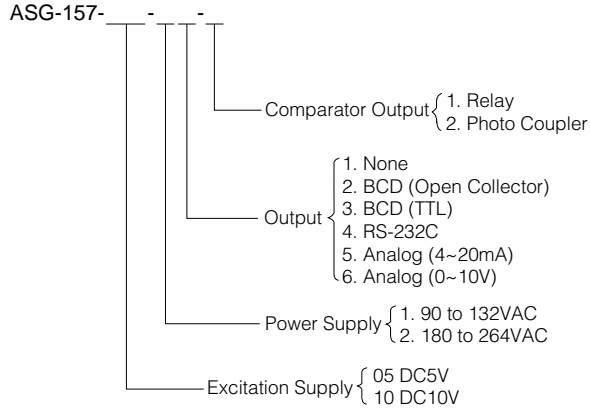 ASG-157-____ - _ _ - _
Comparator Output
1. Relay
2. Photo Coupler
Output
1. None
2. BCD (Open Collector)
3. BCD (TTL)
4. RS-232C
5. Analog (4~20mA)
6. Analog (0~10V)
Power Supply
1. 90 to 132VAC
2. 180 to 264VAC
Excitation Supply
05 DC5V
10 DC10V